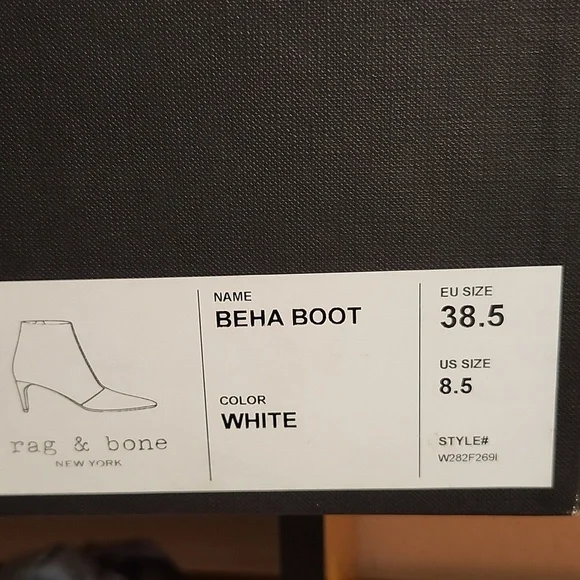 rag & bone
NEW YORK
NAME
BEHA BOOT
COLOR
WHITE
EU SIZE
38.5
US SIZE
8.5
STYLE#
W282F269I